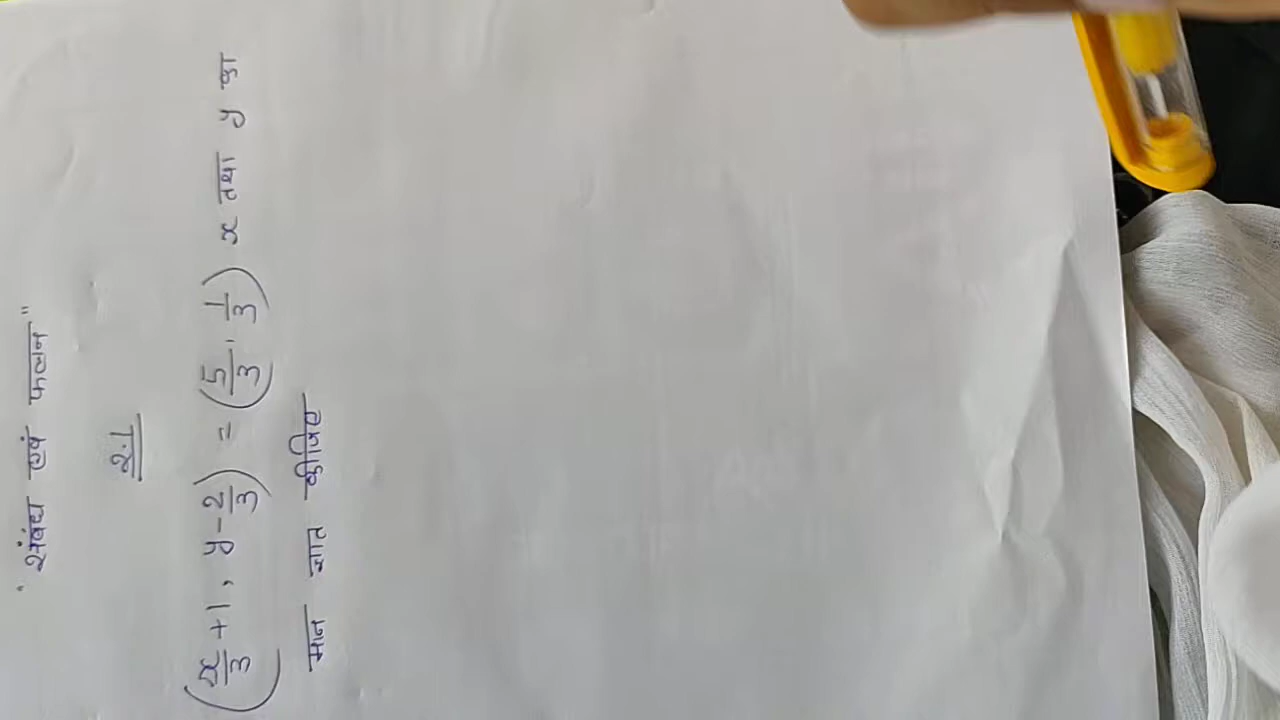 "संबंध एवं फलन"
2.1
(x/3 + 1, y - 2/3) = (5/3, 1/3) x तथा y का
मान ज्ञात कीजिए